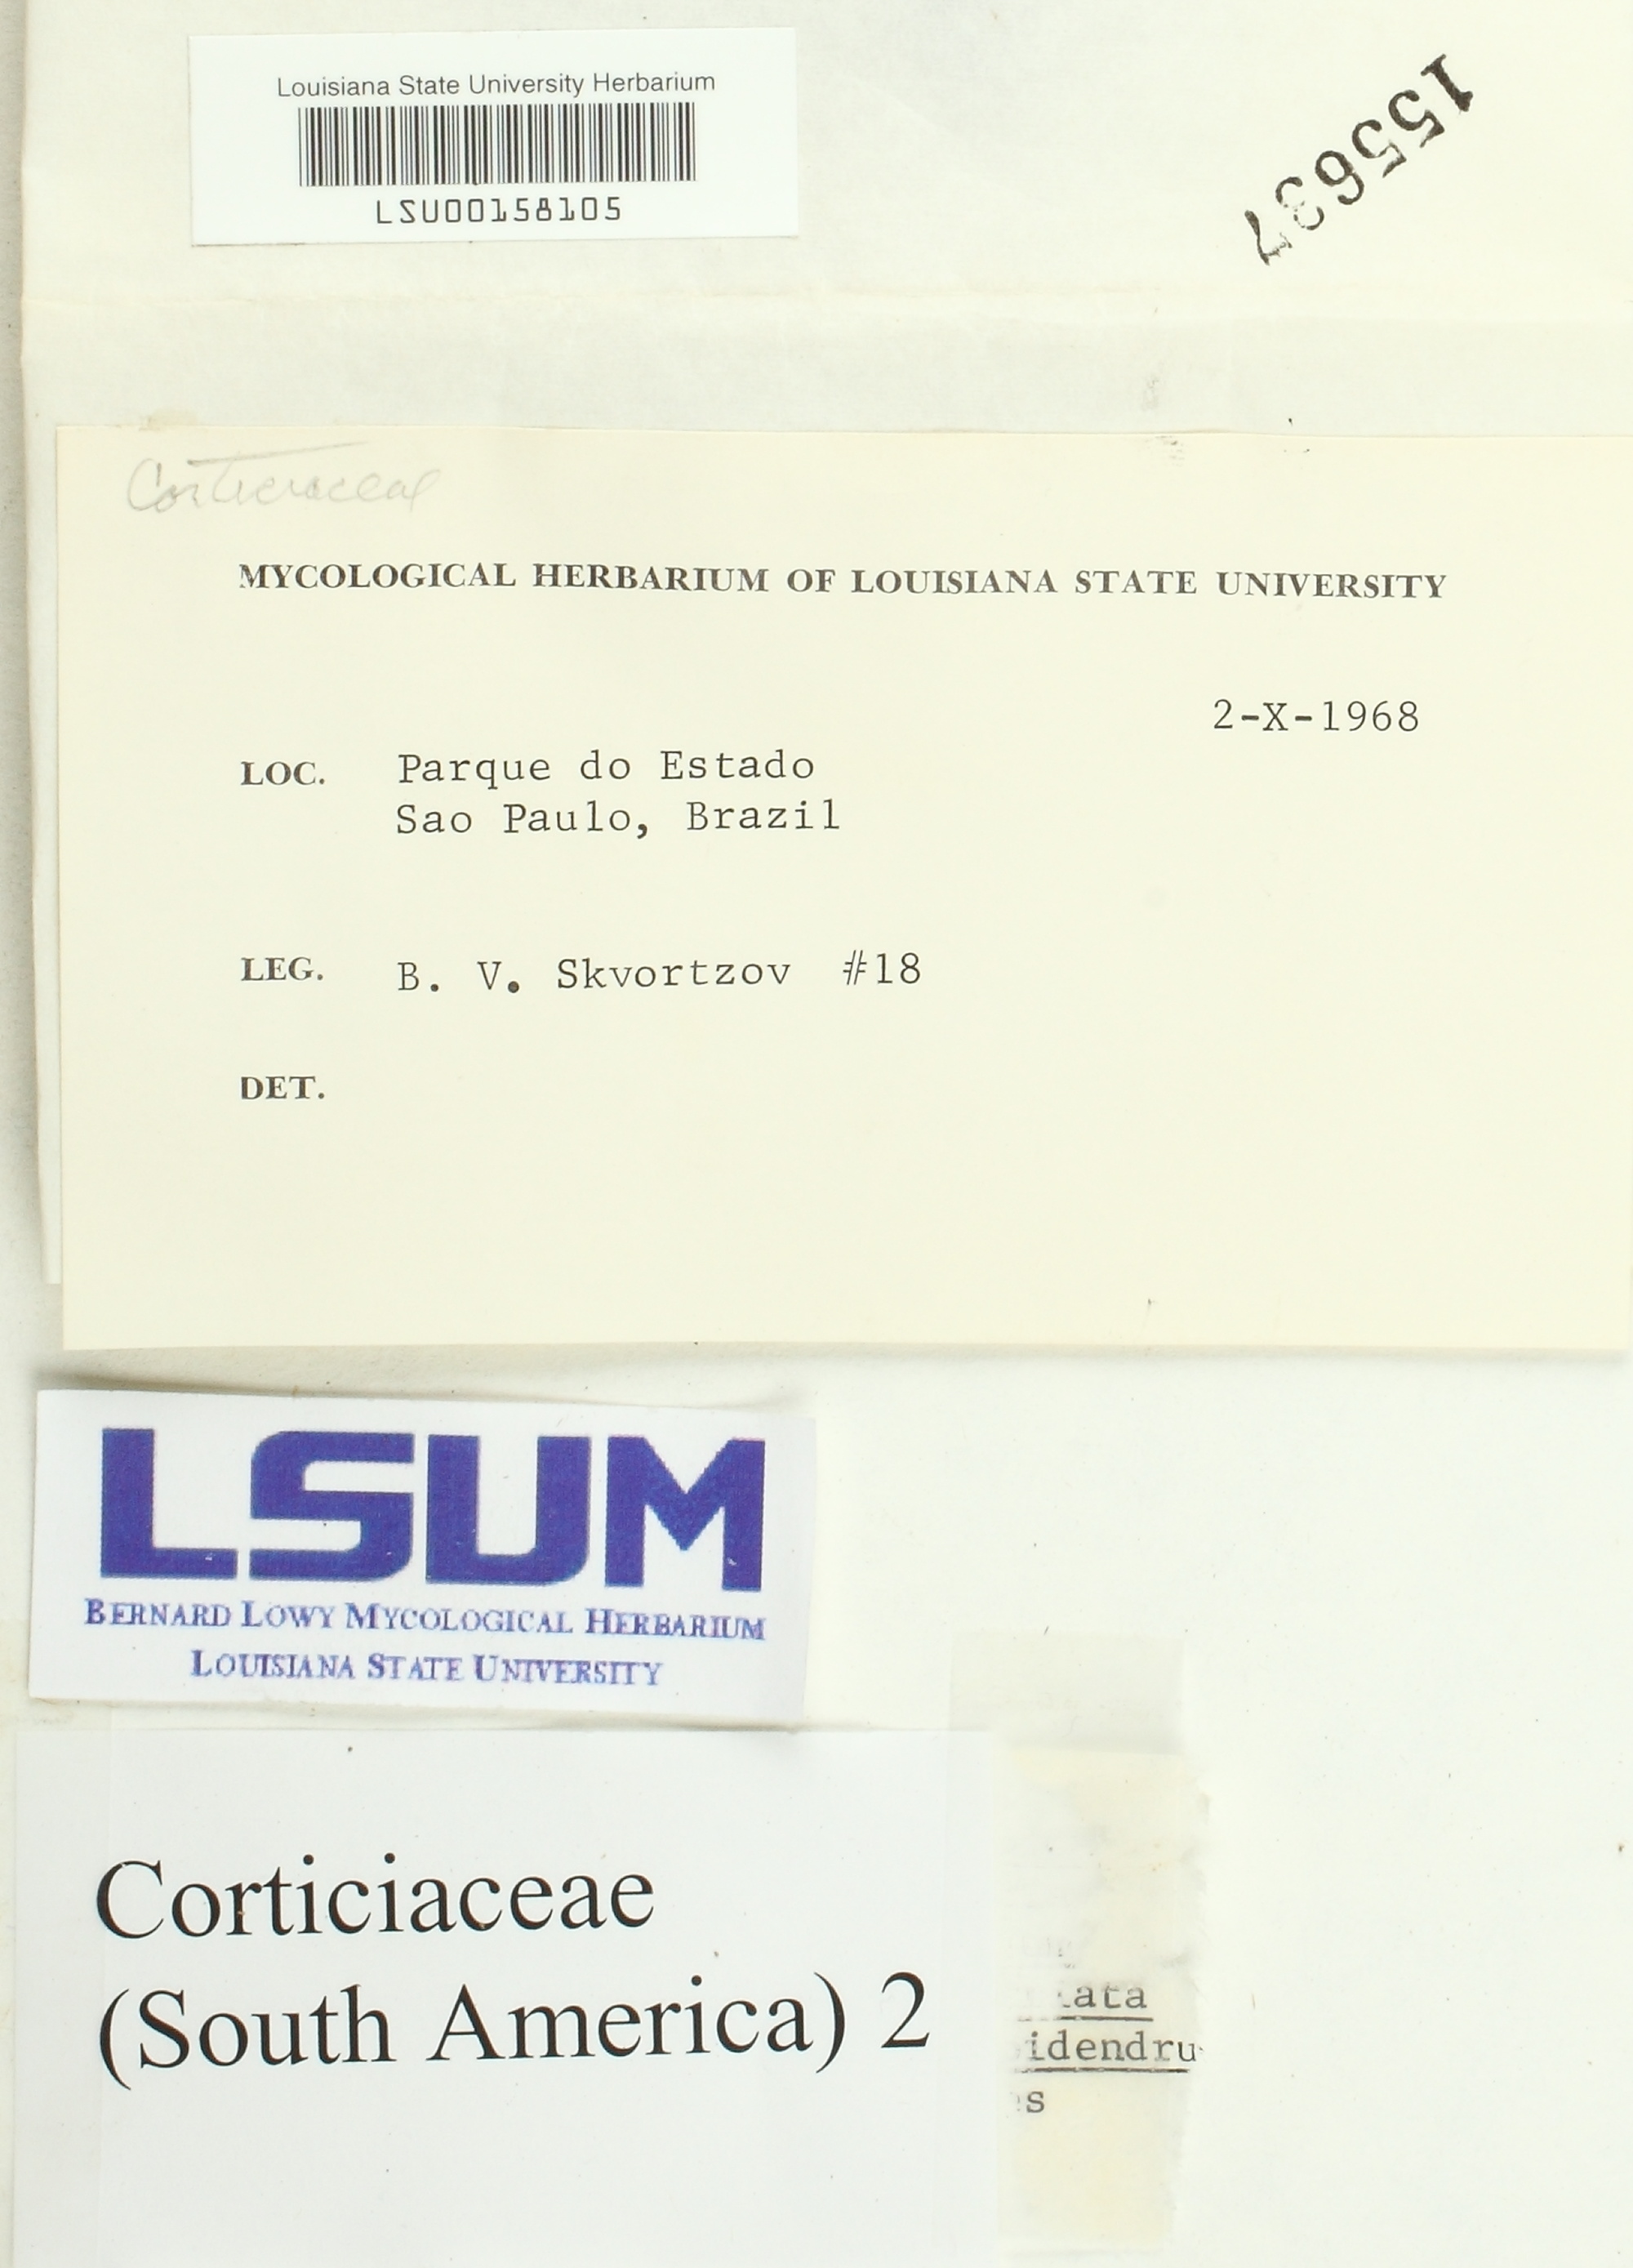 Louisiana State University Herbarium
LSU00158105
155637
Corticiaceae
MYCOLOGICAL HERBARIUM OF LOUISIANA STATE UNIVERSITY
2-X-1968
LOC. Parque do Estado
Sao Paulo, Brazil
LEG. B. V. Skvortzov #18
DET.
LSUM
BERNARD LOWY MYCOLOGICAL HERBARIUM
LOUISIANA STATE UNIVERSITY
Corticiaceae
(South America) 2
ata
idendru
s